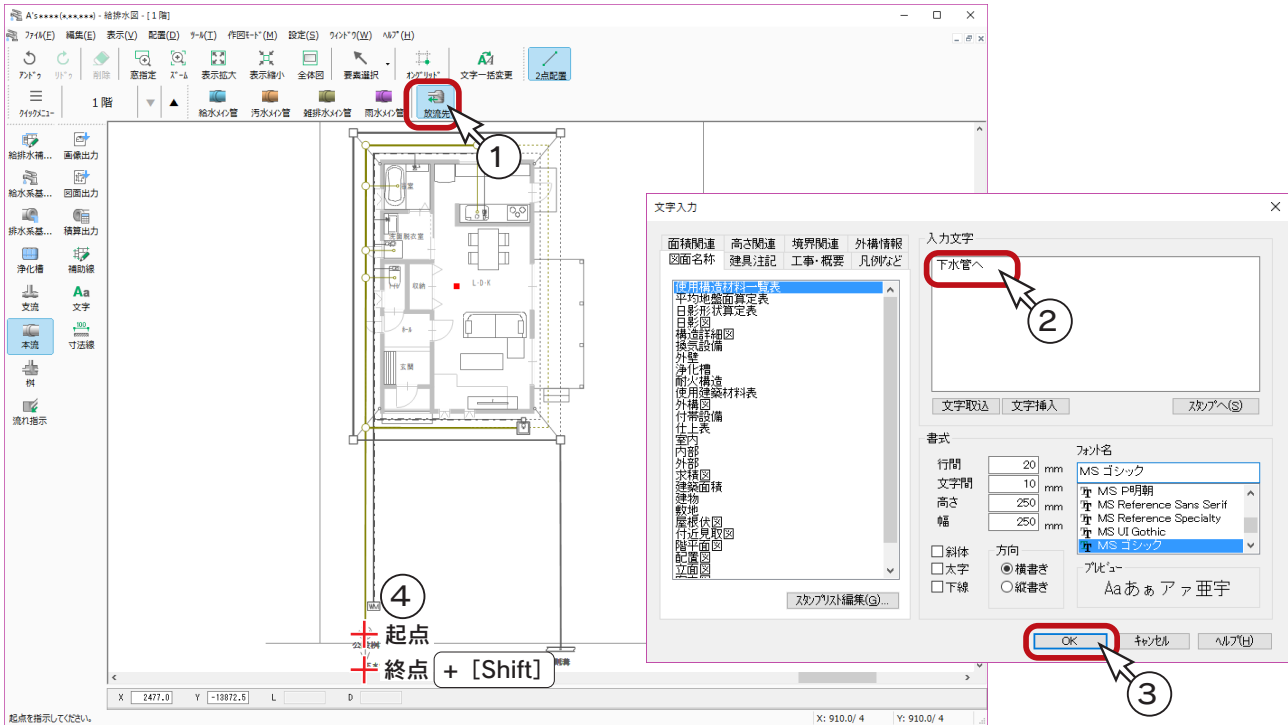 A's****(*.**.***) - 給排水図 - [1 階]
ﾌｧｲﾙ(F) 編集(E) 表示(V) 配置(D) ﾂｰﾙ(T) 作図ﾓｰﾄﾞ(M) 設定(S) ｳｨﾝﾄﾞｳ(W) ﾍﾙﾌﾟ(H)
ｱﾝﾄﾞｩ ﾘﾄﾞｩ 削除 窓指定 ｽﾞｰﾑ 表示拡大 表示縮小 全体図 要素選択 ｵﾝｸﾞﾘｯﾄﾞ 文字一括変更 2点配置
ｸｲｯｸﾒﾆｭｰ 1 階 給水ﾒｲﾝ管 汚水ﾒｲﾝ管 雑排水ﾒｲﾝ管 雨水ﾒｲﾝ管 放流先
1
給排水補... 画像出力
給水系基... 図面出力
排水系基... 積算出力
浄化槽 補助線
支流 Aa 文字
本流 100 寸法線
桝
流れ指示
浴室
洗面脱衣室
ﾄｲﾚ 収納 L・D・K
ﾎｰﾙ
玄関
WM
4
起点
公設桝
終点 + [Shift]
側溝
X 2477.0 Y -13872.5 L D
起点を指示してください。 X: 910.0/ 4 Y: 910.0/ 4
文字入力
面積関連 高さ関連 境界関連 外構情報
図面名称 建具注記 工事・概要 凡例など
使用構造材料一覧表
平均地盤面算定表
日影形状算定表
日影図
構造詳細図
換気設備
外壁
浄化槽
耐火構造
使用建築材料表
外構図
付帯設備
仕上表
室内
内部
外部
求積図
建築面積
建物
敷地
屋根伏図
付近見取図
階平面図
配置図
立面図
ｽﾀﾝﾌﾟﾘｽﾄ編集(G)...
入力文字
下水管へ
2
文字取込 文字挿入 ｽﾀﾝﾌﾟへ(S)
書式
行間 20 mm
文字間 10 mm
高さ 250 mm
幅 250 mm
斜体
太字
下線
方向
横書き
縦書き
ﾌｫﾝﾄ名
MS ゴシック
MS P明朝
MS Reference Sans Serif
MS Reference Specialty
MS UI Gothic
MS ゴシック
ﾌﾟﾚﾋﾞｭｰ
Aaあぁアァ亜宇
OK ｷｬﾝｾﾙ ﾍﾙﾌﾟ(H)
3